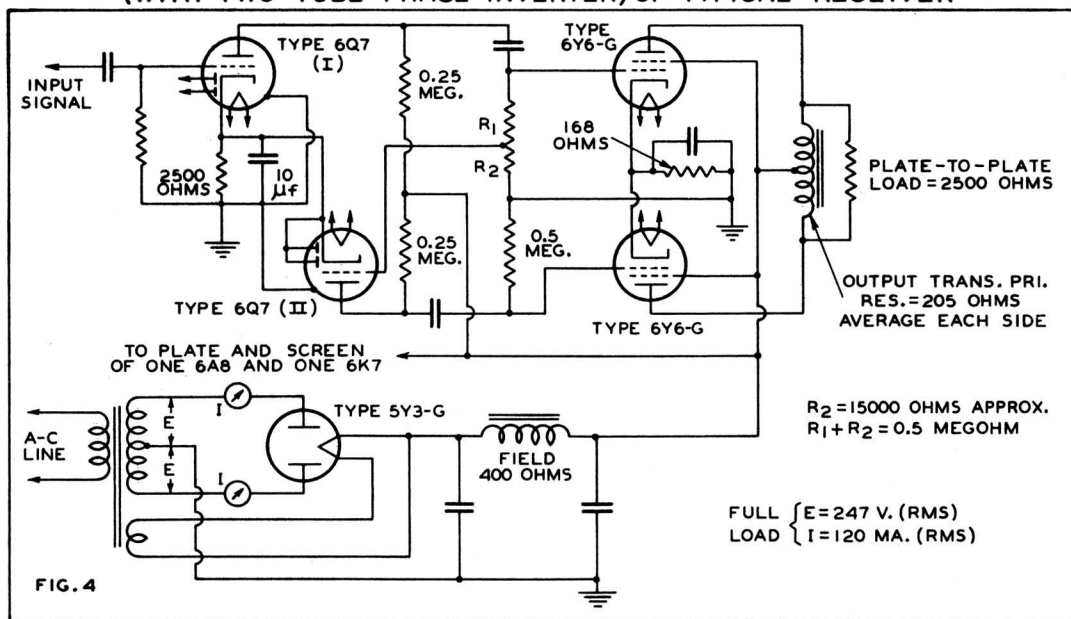 (WITH TWO-TUBE PHASE INVERTER) OF TYPICAL RECEIVER
TYPE 6Q7
(I)
INPUT
SIGNAL
2500
OHMS
10
µf
TYPE 6Q7 (II)
0.25
MEG.
0.25
MEG.
R1
R2
0.5
MEG.
TYPE
6Y6-G
168
OHMS
TYPE 6Y6-G
PLATE-TO-PLATE
LOAD = 2500 OHMS
OUTPUT TRANS. PRI.
RES. = 205 OHMS
AVERAGE EACH SIDE
TO PLATE AND SCREEN
OF ONE 6A8 AND ONE 6K7
A-C
LINE
E
E
I
I
TYPE 5Y3-G
FIELD
400 OHMS
R2 = 15000 OHMS APPROX.
R1 + R2 = 0.5 MEGOHM
FULL { E = 247 V. (RMS)
LOAD { I = 120 MA. (RMS)
FIG. 4